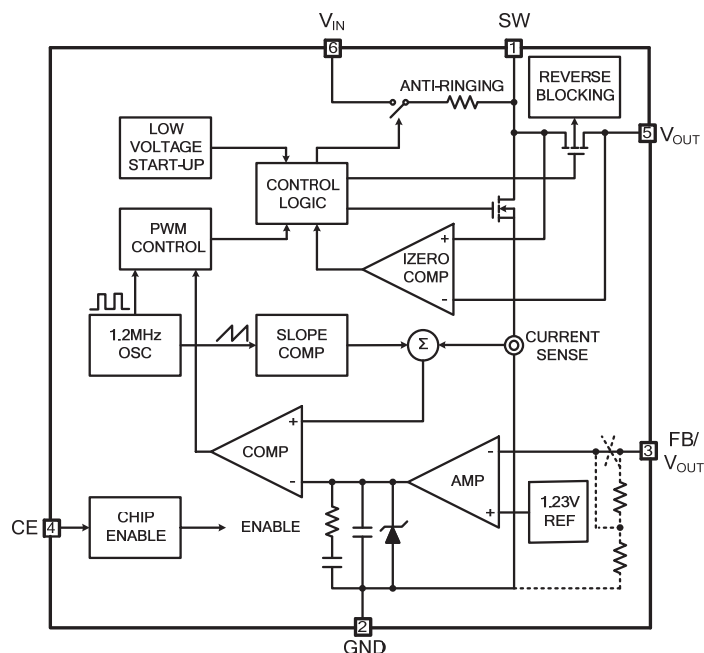 VIN
SW
6
1
ANTI-RINGING
REVERSE
BLOCKING
LOW
VOLTAGE
START-UP
5
VOUT
CONTROL
LOGIC
PWM
CONTROL
+
IZERO
COMP
-
1.2MHz
OSC
SLOPE
COMP
Σ
CURRENT
SENSE
+
COMP
-
-
AMP
+
3
FB/
VOUT
1.23V
REF
CE
4
CHIP
ENABLE
ENABLE
2
GND